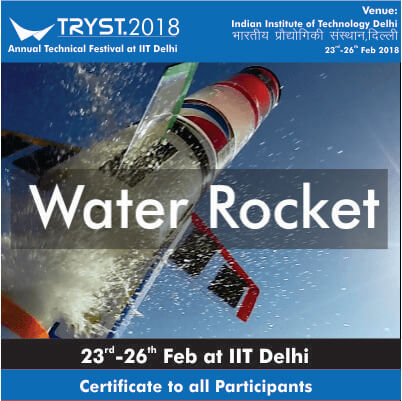 TRYST.2018
Annual Technical Festival at IIT Delhi
Venue:
Indian Institute of Technology Delhi
भारतीय प्रौद्योगिकी संस्थान,दिल्ली
23rd-26th Feb 2018
Water Rocket
23rd-26th Feb at IIT Delhi
Certificate to all Participants